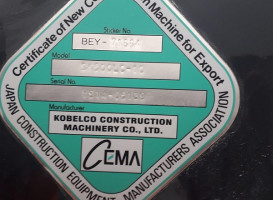 Certificate of New Co Machine for Export
Sticker No.
BEY-
Model
Serial No.
Manufacturer
KOBELCO CONSTRUCTION
MACHINERY CO., LTD.
CEMA
JAPAN CONSTRUCTION EQUIPMENT MANUFACTURERS ASSOCIATION